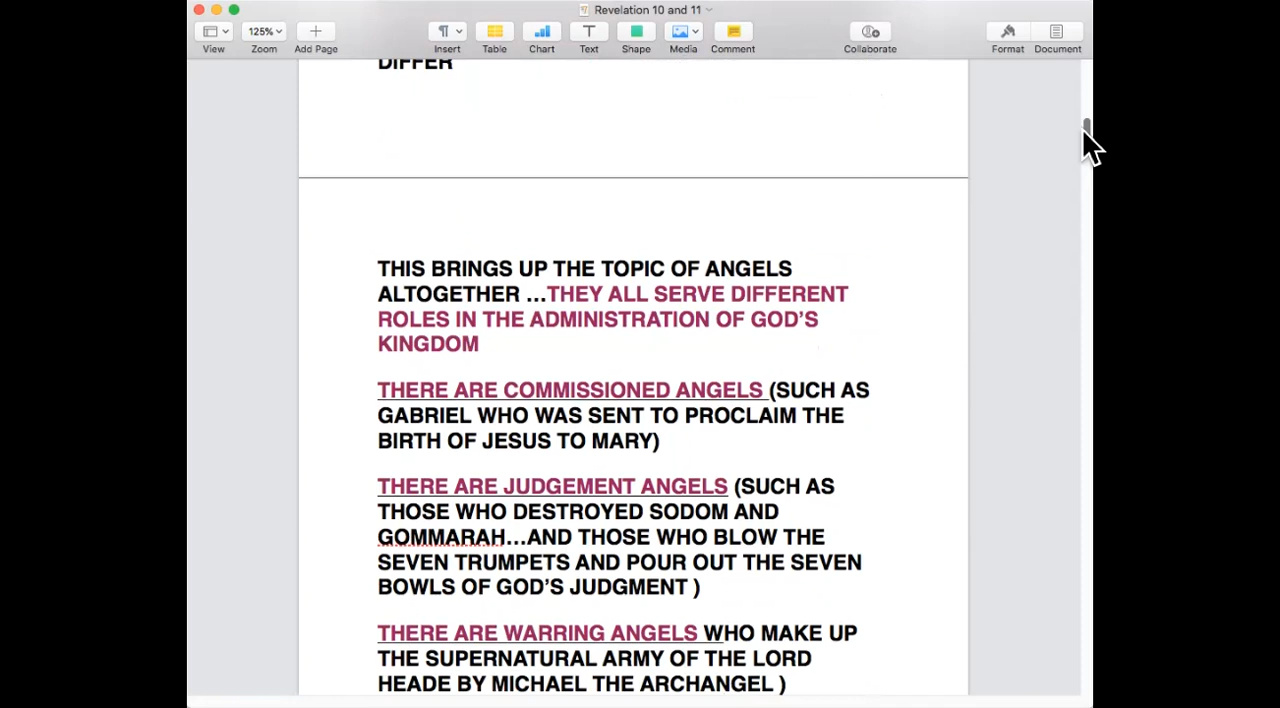 Revelation 10 and 11
125%
View
Zoom
Add Page
Insert
Table
Chart
Text
Shape
Media
Comment
Collaborate
Format
Document
DIFFER
THIS BRINGS UP THE TOPIC OF ANGELS
ALTOGETHER …THEY ALL SERVE DIFFERENT
ROLES IN THE ADMINISTRATION OF GOD’S
KINGDOM
THERE ARE COMMISSIONED ANGELS (SUCH AS
GABRIEL WHO WAS SENT TO PROCLAIM THE
BIRTH OF JESUS TO MARY)
THERE ARE JUDGEMENT ANGELS (SUCH AS
THOSE WHO DESTROYED SODOM AND
GOMMARAH…AND THOSE WHO BLOW THE
SEVEN TRUMPETS AND POUR OUT THE SEVEN
BOWLS OF GOD’S JUDGMENT )
THERE ARE WARRING ANGELS WHO MAKE UP
THE SUPERNATURAL ARMY OF THE LORD
HEADE BY MICHAEL THE ARCHANGEL )